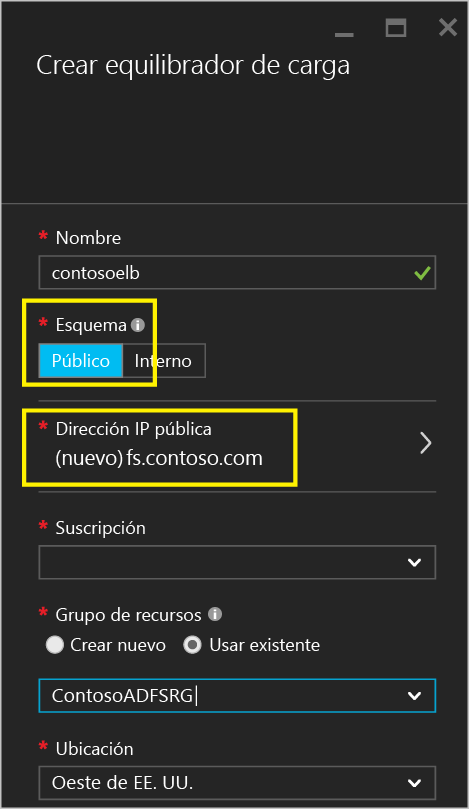 Crear equilibrador de carga
* Nombre
contosoelb
* Esquema
Público Interno
* Dirección IP pública
(nuevo) fs.contoso.com
* Suscripción
* Grupo de recursos
Crear nuevo Usar existente
ContosoADFSRG
* Ubicación
Oeste de EE. UU.